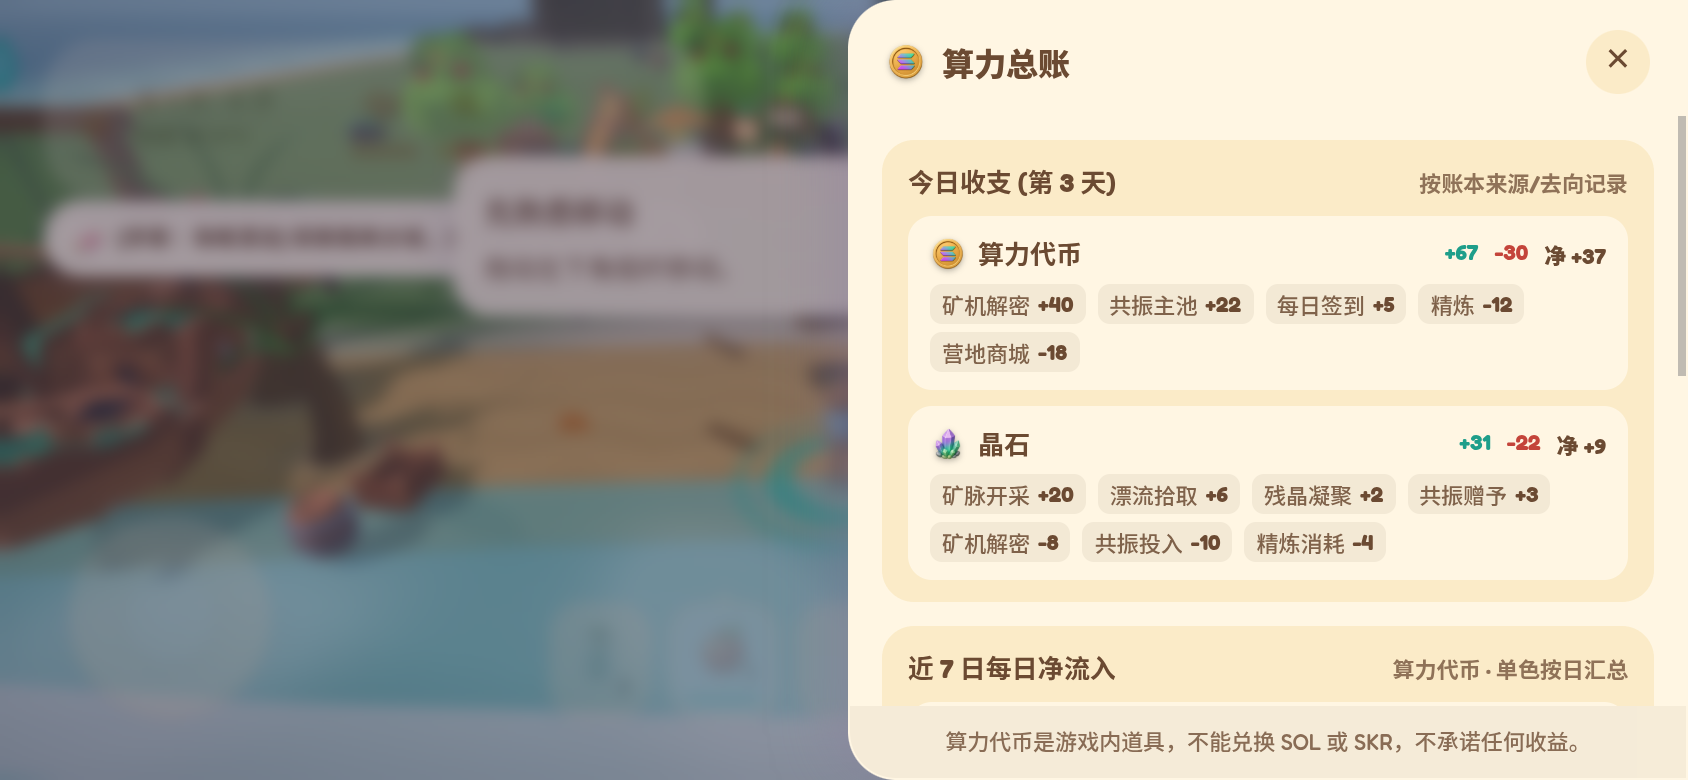 算力总账
今日收支 (第 3 天)
按账本来源/去向记录
算力代币
+67 -30 净 +37
矿机解密 +40 共振主池 +22 每日签到 +5 精炼 -12
营地商城 -18
晶石
+31 -22 净 +9
矿脉开采 +20 漂流拾取 +6 残晶凝聚 +2 共振赠予 +3
矿机解密 -8 共振投入 -10 精炼消耗 -4
近 7 日每日净流入
算力代币 · 单色按日汇总
算力代币是游戏内道具，不能兑换 SOL 或 SKR，不承诺任何收益。